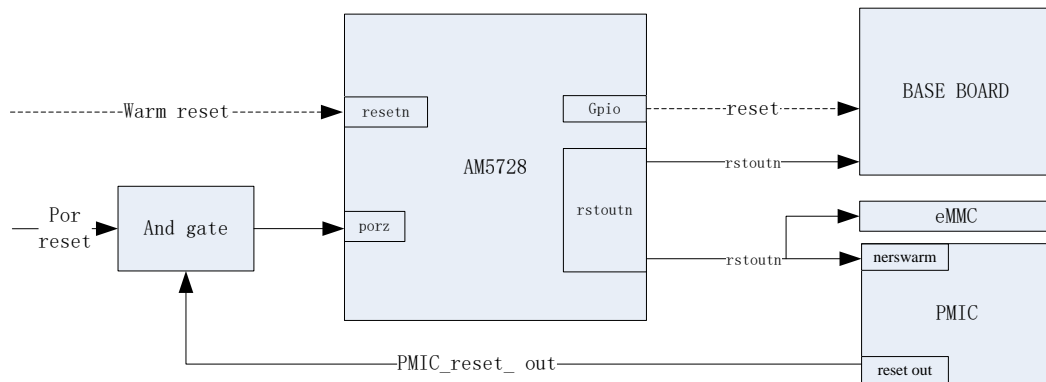 BASE BOARD
Warm reset
resetn
Gpio
reset
AM5728
rstoutn
rstoutn
Por
reset
And gate
porz
eMMC
rstoutn
nerswarm
PMIC
PMIC_reset_ out
reset out